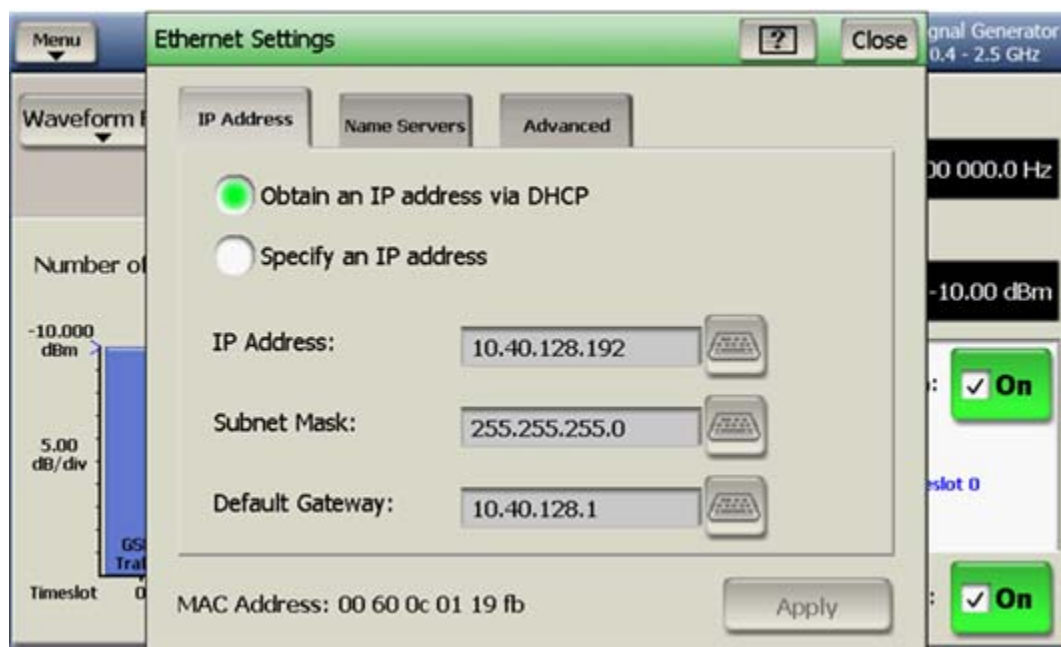 Menu
Ethernet Settings
?
Close
gnal Generator
0.4 - 2.5 GHz
Waveform
IP Address
Name Servers
Advanced
Obtain an IP address via DHCP
00 000.0 Hz
Specify an IP address
Number of
-10.00 dBm
-10.000
dBm
IP Address:
10.40.128.192
On
Subnet Mask:
255.255.255.0
5.00
dB/div
eslot 0
Default Gateway:
10.40.128.1
GS
Traf
Timeslot
0
MAC Address: 00 60 0c 01 19 fb
Apply
On